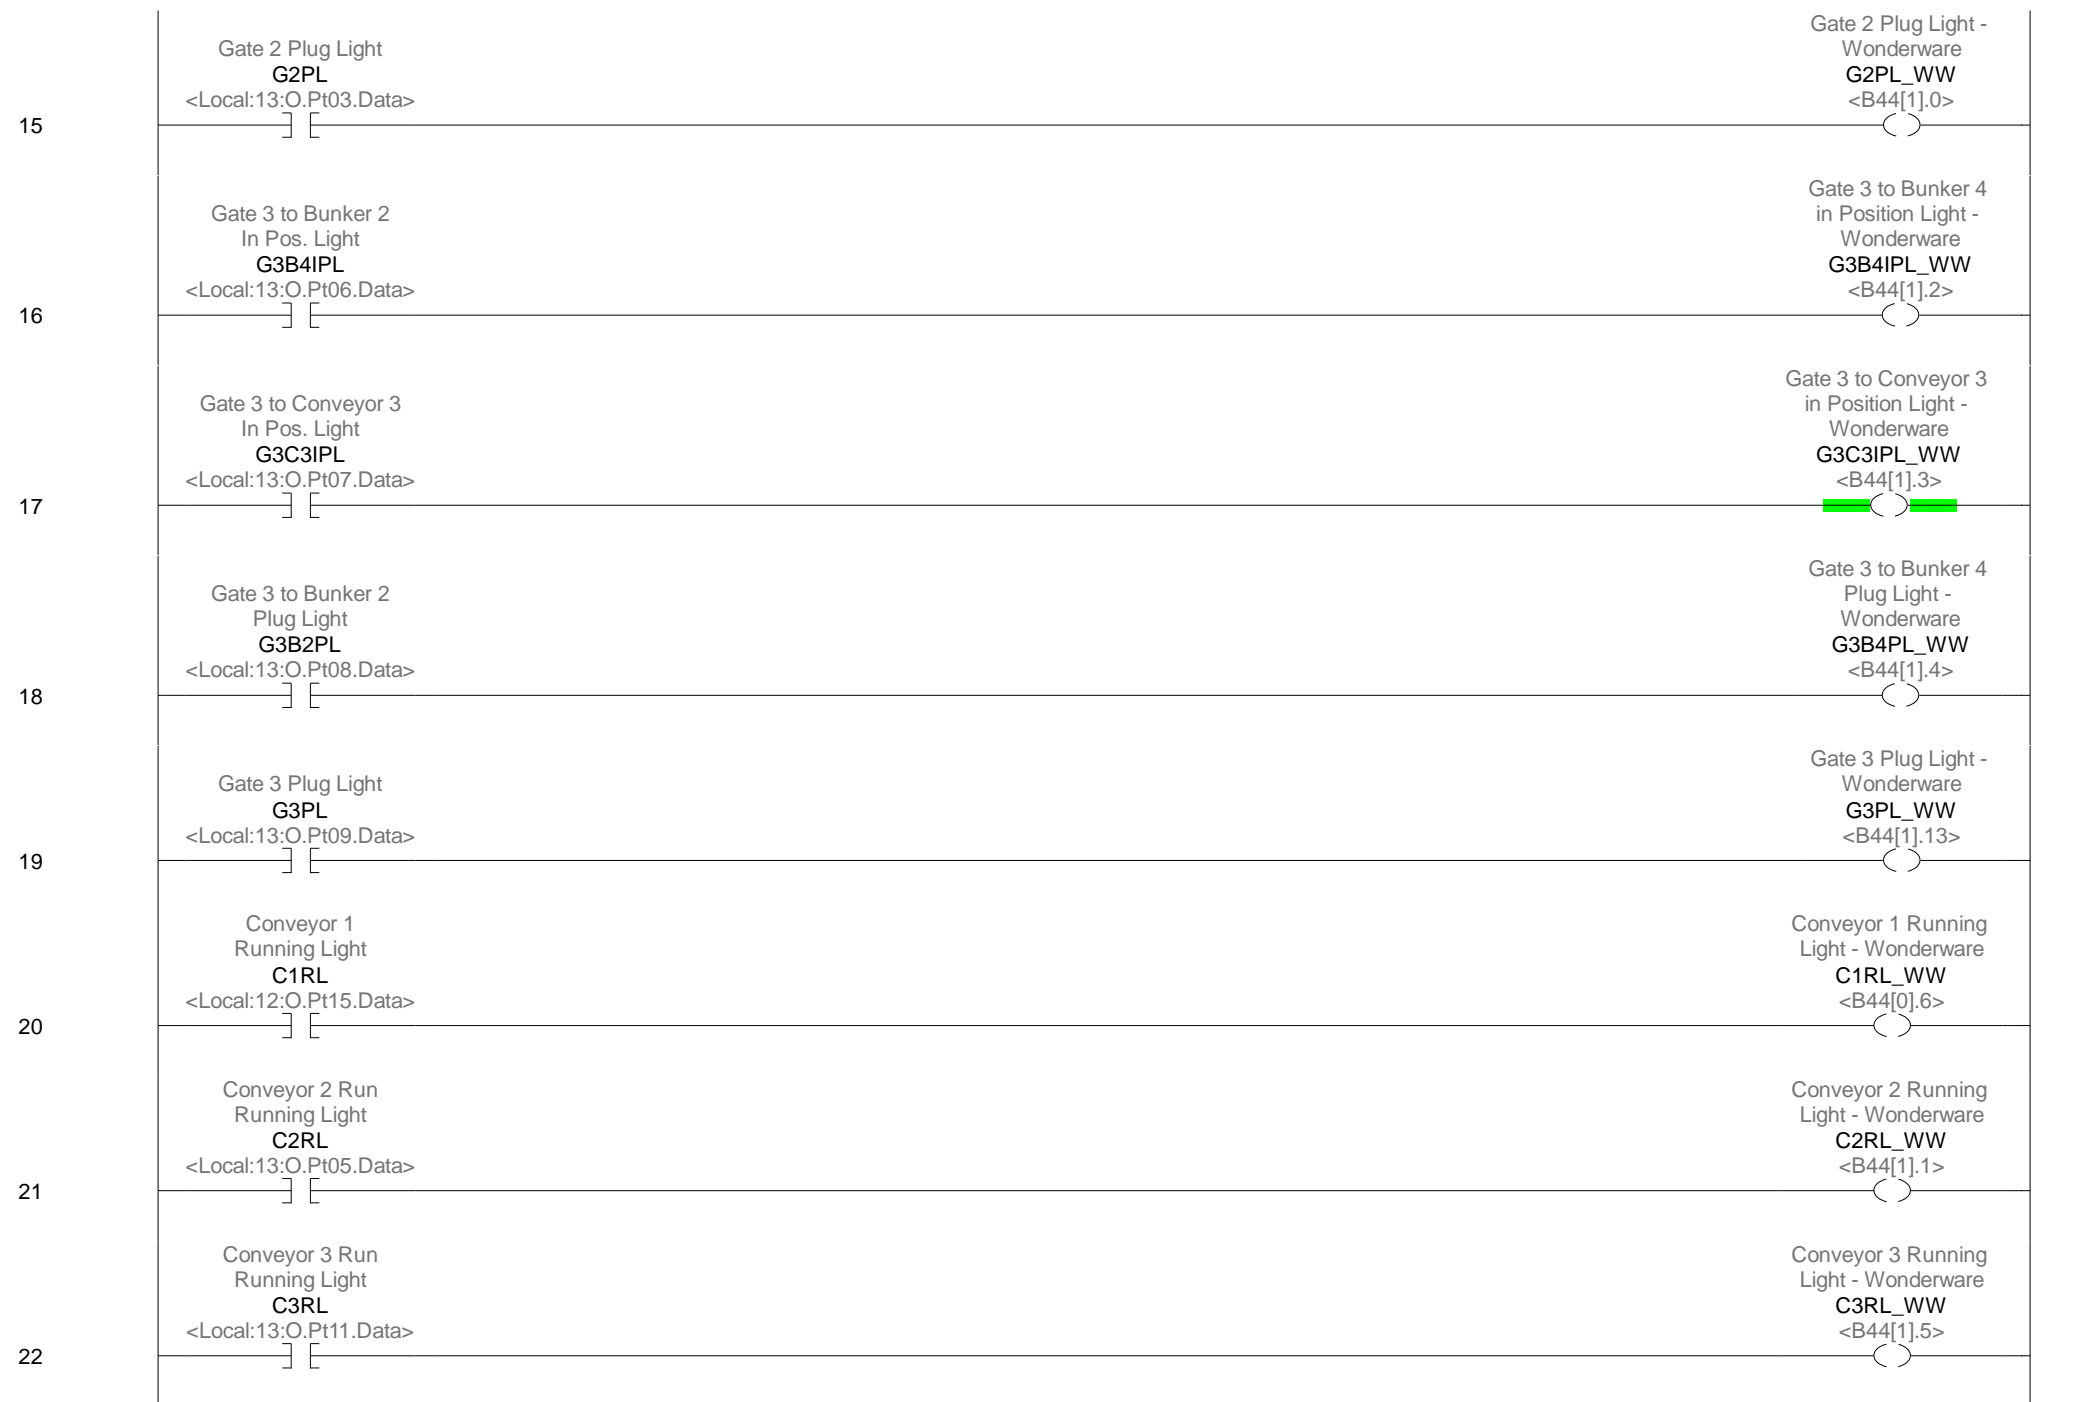 Gate 2 Plug Light
G2PL
<Local:13:O.Pt03.Data>
Gate 2 Plug Light -
Wonderware
G2PL_WW
<B44[1].0>
15
Gate 3 to Bunker 2
In Pos. Light
G3B4IPL
<Local:13:O.Pt06.Data>
Gate 3 to Bunker 4
in Position Light -
Wonderware
G3B4IPL_WW
<B44[1].2>
16
Gate 3 to Conveyor 3
In Pos. Light
G3C3IPL
<Local:13:O.Pt07.Data>
Gate 3 to Conveyor 3
in Position Light -
Wonderware
G3C3IPL_WW
<B44[1].3>
17
Gate 3 to Bunker 2
Plug Light
G3B2PL
<Local:13:O.Pt08.Data>
Gate 3 to Bunker 4
Plug Light -
Wonderware
G3B4PL_WW
<B44[1].4>
18
Gate 3 Plug Light
G3PL
<Local:13:O.Pt09.Data>
Gate 3 Plug Light -
Wonderware
G3PL_WW
<B44[1].13>
19
Conveyor 1
Running Light
C1RL
<Local:12:O.Pt15.Data>
Conveyor 1 Running
Light - Wonderware
C1RL_WW
<B44[0].6>
20
Conveyor 2 Run
Running Light
C2RL
<Local:13:O.Pt05.Data>
Conveyor 2 Running
Light - Wonderware
C2RL_WW
<B44[1].1>
21
Conveyor 3 Run
Running Light
C3RL
<Local:13:O.Pt11.Data>
Conveyor 3 Running
Light - Wonderware
C3RL_WW
<B44[1].5>
22